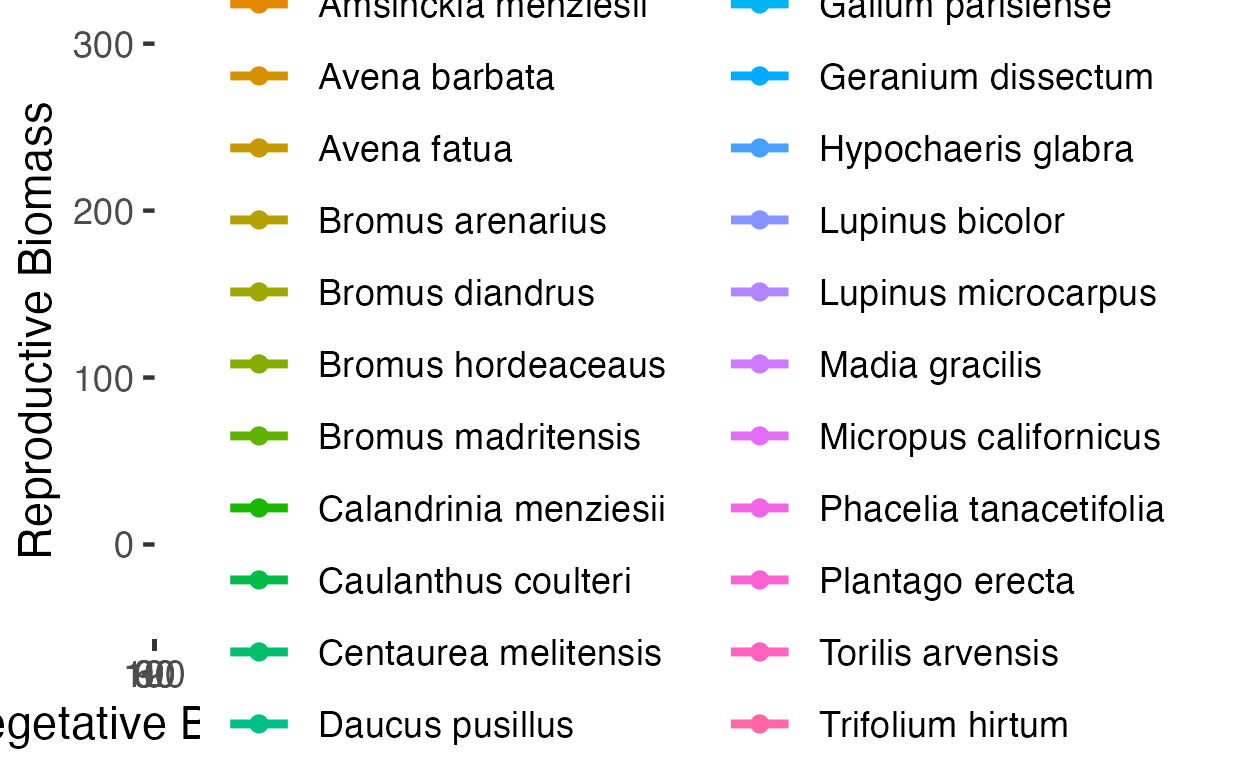 Reproductive Biomass
300
200
100
0
egetative
Amsinckia menziesii
Avena barbata
Avena fatua
Bromus arenarius
Bromus diandrus
Bromus hordeaceaus
Bromus madritensis
Calandrinia menziesii
Caulanthus coulteri
Centaurea melitensis
Daucus pusillus
Galium parisiense
Geranium dissectum
Hypochaeris glabra
Lupinus bicolor
Lupinus microcarpus
Madia gracilis
Micropus californicus
Phacelia tanacetifolia
Plantago erecta
Torilis arvensis
Trifolium hirtum